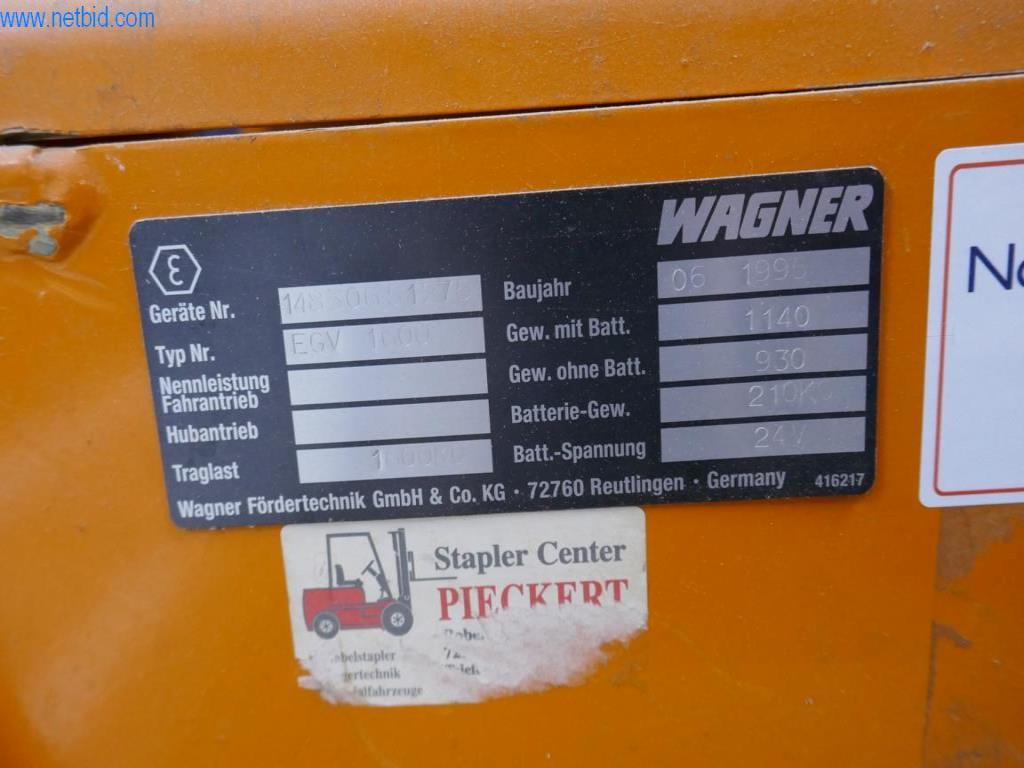 www.netbid.com
WAGNER
Geräte Nr.
Typ Nr. EGV 1600
Nennleistung
Fahrantrieb
Hubantrieb
Traglast 1600KG
Baujahr 06 1995
Gew. mit Batt. 1140
Gew. ohne Batt. 930
Batterie-Gew. 210KG
Batt.-Spannung 24V
Wagner Fördertechnik GmbH & Co. KG · 72760 Reutlingen · Germany 416217
Stapler Center
PIECKERT